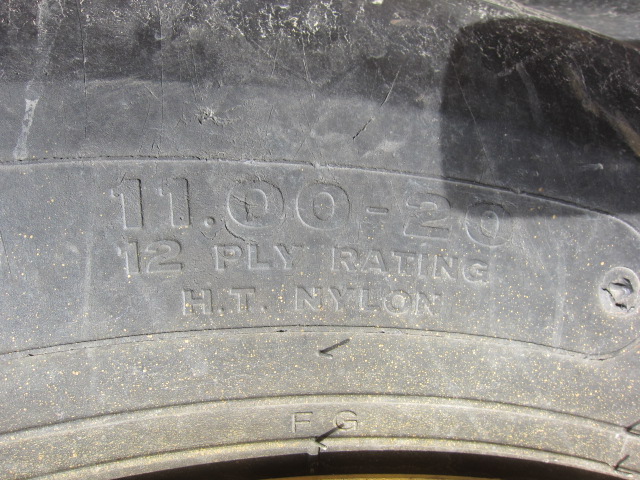 11.00-20
12 PLY RATING
H.T. NYLON
FG